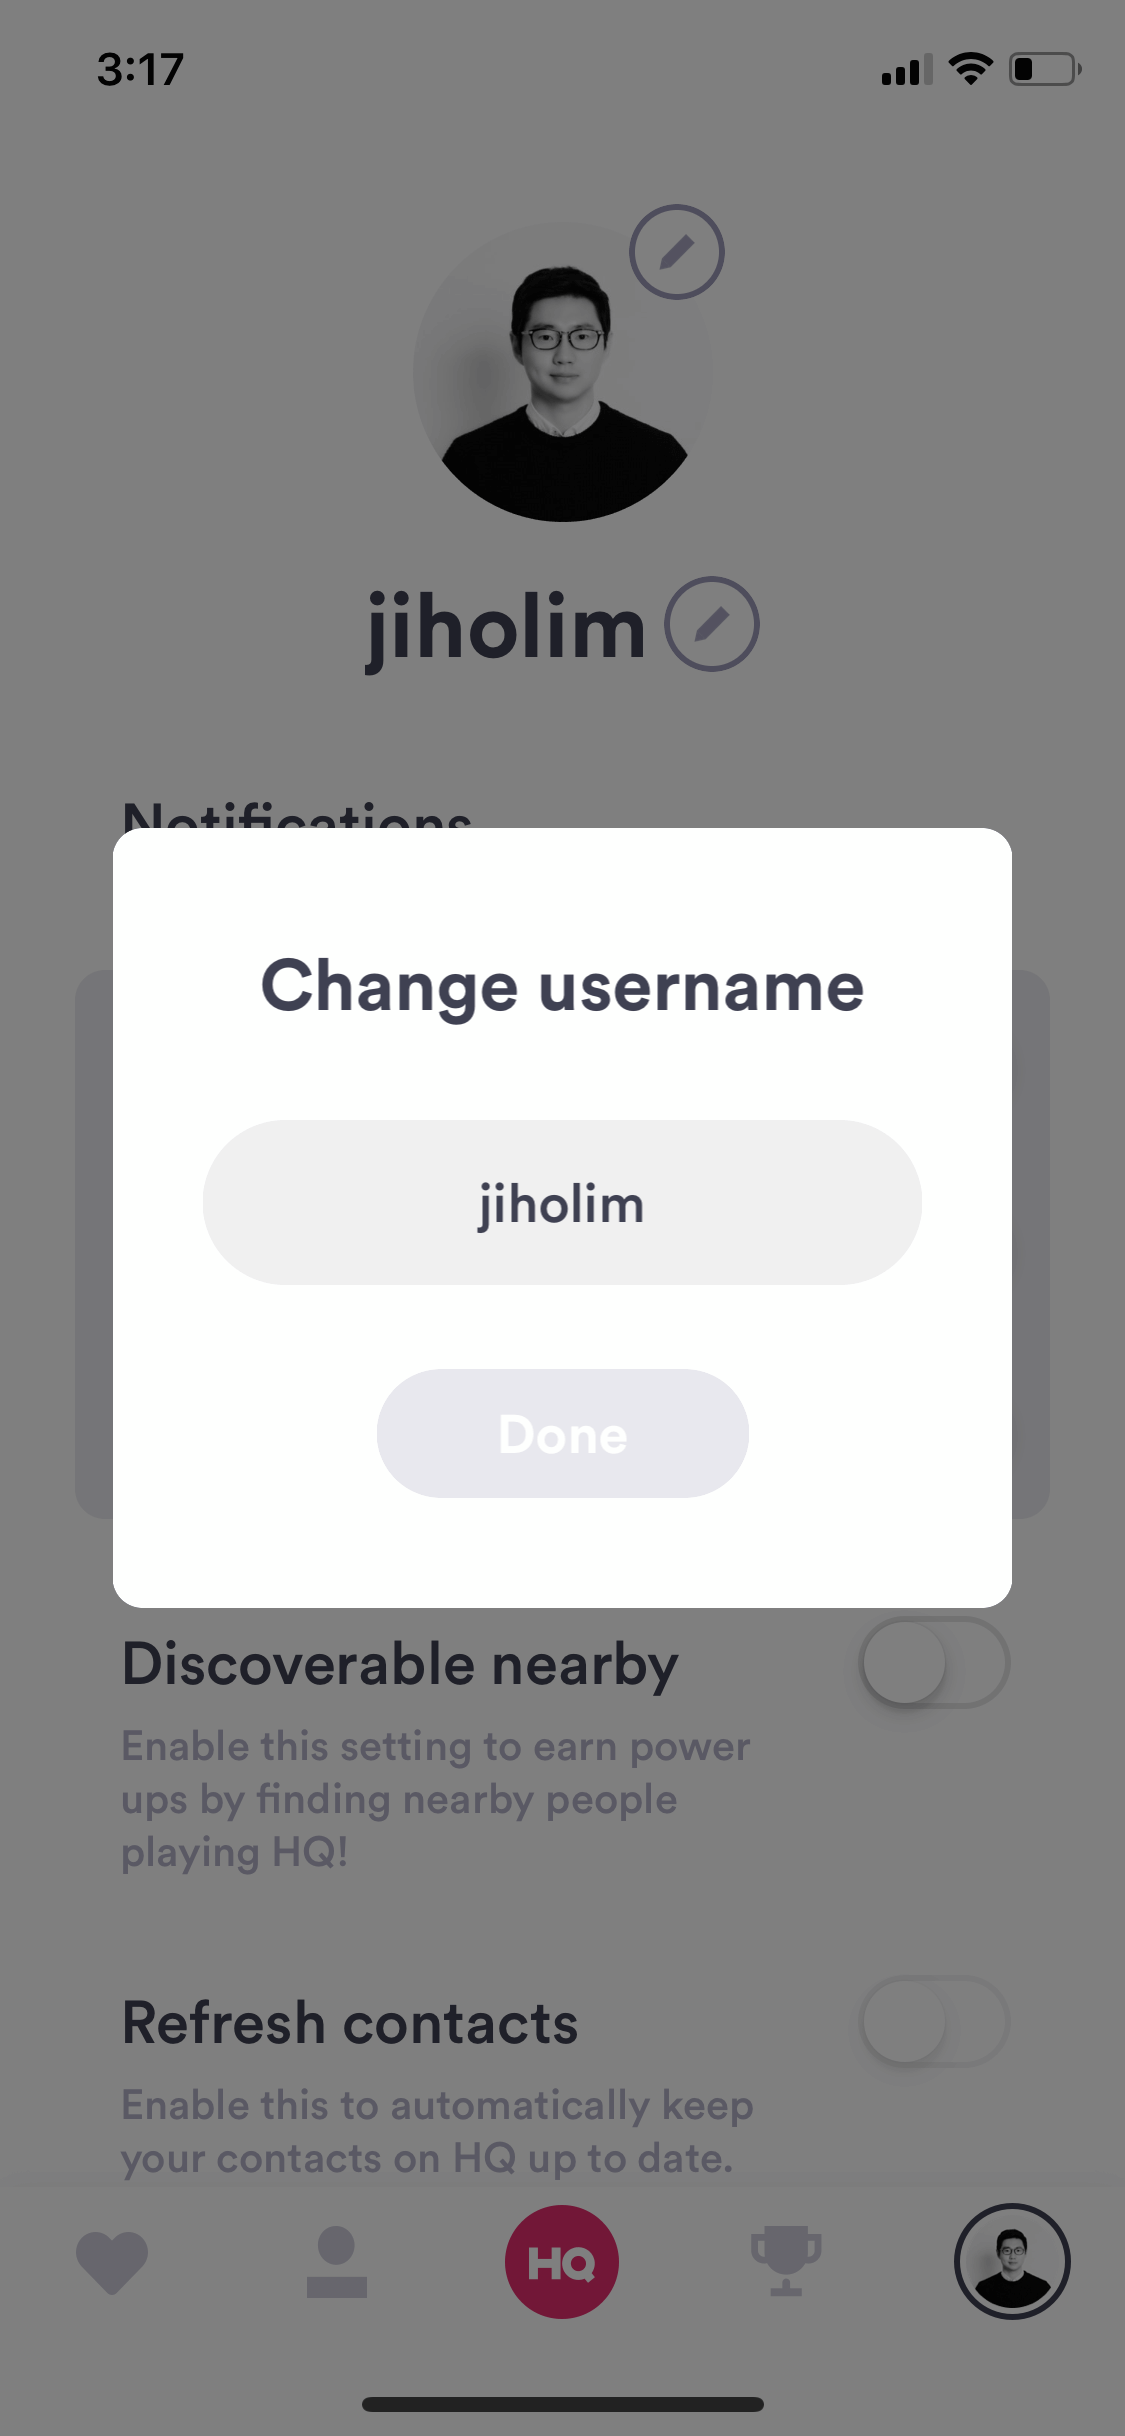 3:17
jiholim
Notifications
Change username
jiholim
Done
Discoverable nearby
Enable this setting to earn power
ups by finding nearby people
playing HQ!
Refresh contacts
Enable this to automatically keep
your contacts on HQ up to date.
HQ